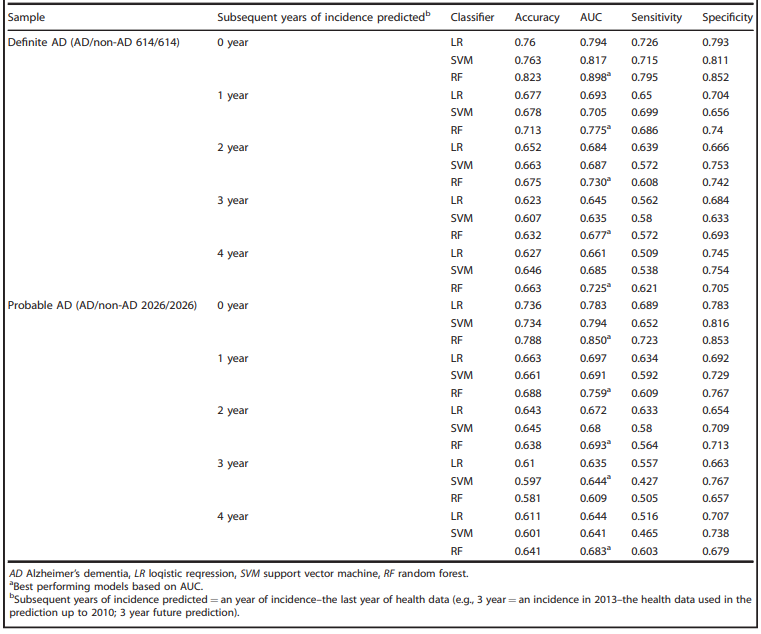 Sample Subsequent years of incidence predictedb Classifier Accuracy AUC Sensitivity Specificity
Definite AD (AD/non-AD 614/614) 0 year LR 0.76 0.794 0.726 0.793
SVM 0.763 0.817 0.715 0.811
RF 0.823 0.898a 0.795 0.852
1 year LR 0.677 0.693 0.65 0.704
SVM 0.678 0.705 0.699 0.656
RF 0.713 0.775a 0.686 0.74
2 year LR 0.652 0.684 0.639 0.666
SVM 0.663 0.687 0.572 0.753
RF 0.675 0.730a 0.608 0.742
3 year LR 0.623 0.645 0.562 0.684
SVM 0.607 0.635 0.58 0.633
RF 0.632 0.677a 0.572 0.693
4 year LR 0.627 0.661 0.509 0.745
SVM 0.646 0.685 0.538 0.754
RF 0.663 0.725a 0.621 0.705
Probable AD (AD/non-AD 2026/2026) 0 year LR 0.736 0.783 0.689 0.783
SVM 0.734 0.794 0.652 0.816
RF 0.788 0.850a 0.723 0.853
1 year LR 0.663 0.697 0.634 0.692
SVM 0.661 0.691 0.592 0.729
RF 0.688 0.759a 0.609 0.767
2 year LR 0.643 0.672 0.633 0.654
SVM 0.645 0.68 0.58 0.709
RF 0.638 0.693a 0.564 0.713
3 year LR 0.61 0.635 0.557 0.663
SVM 0.597 0.644a 0.427 0.767
RF 0.581 0.609 0.505 0.657
4 year LR 0.611 0.644 0.516 0.707
SVM 0.601 0.641 0.465 0.738
RF 0.641 0.683a 0.603 0.679
AD Alzheimer's dementia, LR logistic regression, SVM support vector machine, RF random forest.
aBest performing models based on AUC.
bSubsequent years of incidence predicted = an year of incidence–the last year of health data (e.g., 3 year = an incidence in 2013–the health data used in the
prediction up to 2010; 3 year future prediction).